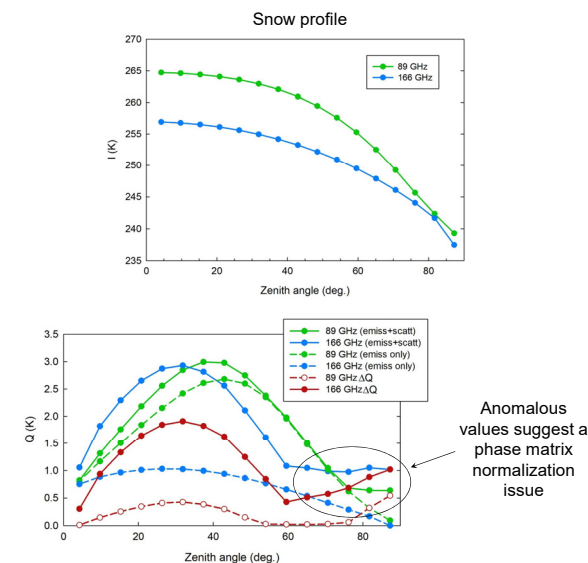 Snow profile
270
265
260
255
250
245
240
235
I (K)
0
20
40
60
80
Zenith angle (deg.)
89 GHz
166 GHz
89 GHz (emiss+scatt)
166 GHz (emiss+scatt)
89 GHz (emiss only)
166 GHz (emiss only)
89 GHz ΔQ
166 GHz ΔQ
3.5
3.0
2.5
2.0
1.5
1.0
0.5
0.0
Q (K)
0
20
40
60
80
Zenith angle (deg.)
Anomalous
values suggest a
phase matrix
normalization
issue